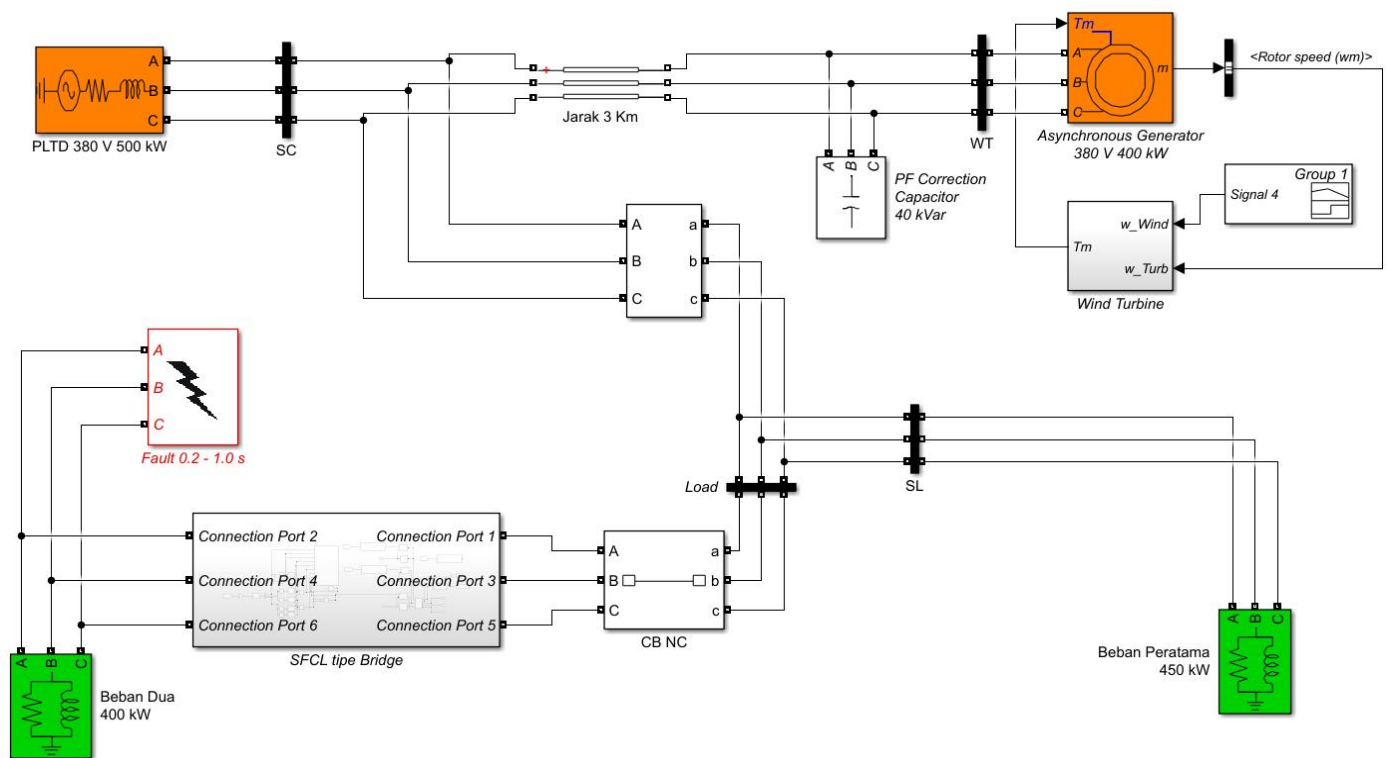 A
B
C
PLTD 380 V 500 kW
SC
Jarak 3 Km
A
B
C
PF Correction
Capacitor
40 kVar
WT
Tm
A
B
C
m
Asynchronous Generator
380 V 400 kW
<Rotor speed (wm)>
Group 1
Signal 4
w_Wind
Tm
w_Turb
Wind Turbine
A
B
C
a
b
c
A
B
C
Fault 0.2 - 1.0 s
Load
SL
Connection Port 2
Connection Port 4
Connection Port 6
Connection Port 1
Connection Port 3
Connection Port 5
SFCL tipe Bridge
A
B
C
a
b
c
CB NC
A
B
C
Beban Dua
400 kW
A
B
C
Beban Peratama
450 kW